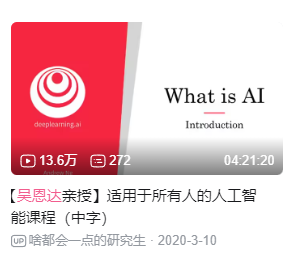 What is AI
Introduction
deeplearning.ai
Andrew Ng
13.6万 272 04:21:20
【吴恩达亲授】适用于所有人的人工智
能课程（中字）
UP 啥都会一点的研究生 · 2020-3-10